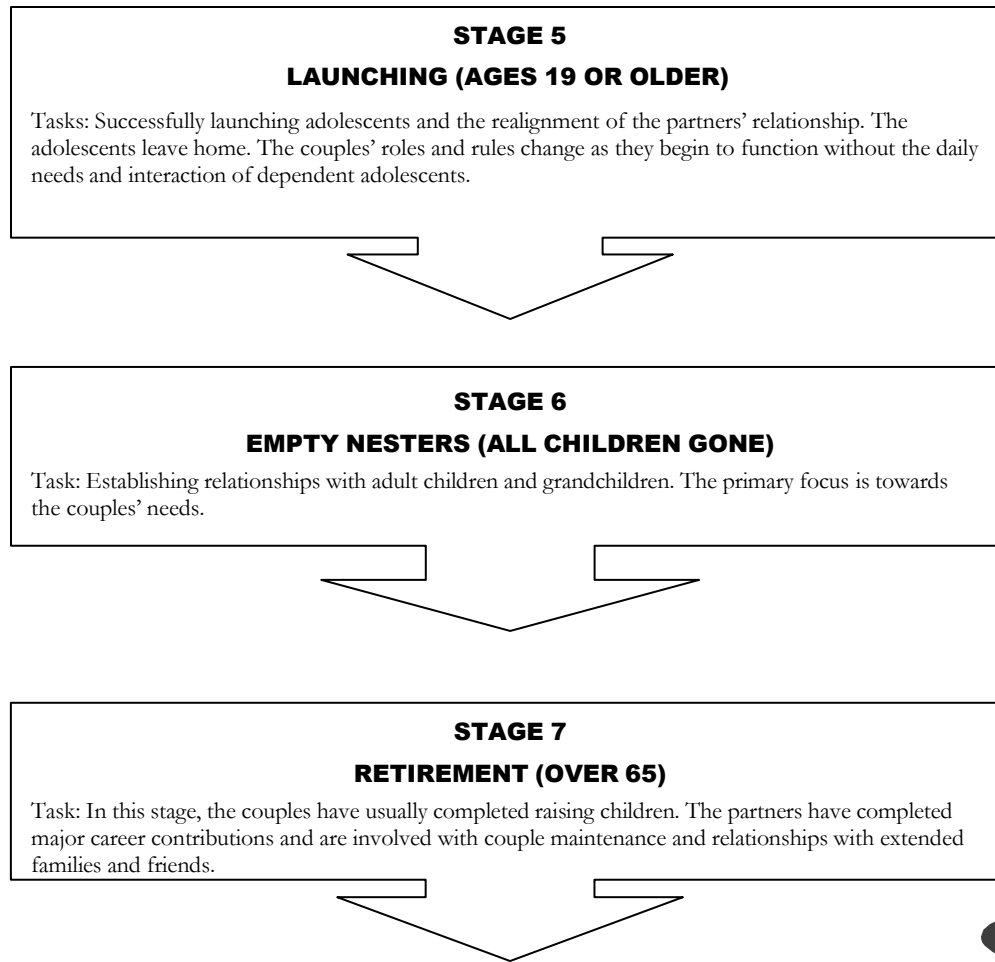 STAGE 5
LAUNCHING (AGES 19 OR OLDER)
Tasks: Successfully launching adolescents and the realignment of the partners’ relationship. The
adolescents leave home. The couples’ roles and rules change as they begin to function without the daily
needs and interaction of dependent adolescents.
STAGE 6
EMPTY NESTERS (ALL CHILDREN GONE)
Task: Establishing relationships with adult children and grandchildren. The primary focus is towards
the couples’ needs.
STAGE 7
RETIREMENT (OVER 65)
Task: In this stage, the couples have usually completed raising children. The partners have completed
major career contributions and are involved with couple maintenance and relationships with extended
families and friends.